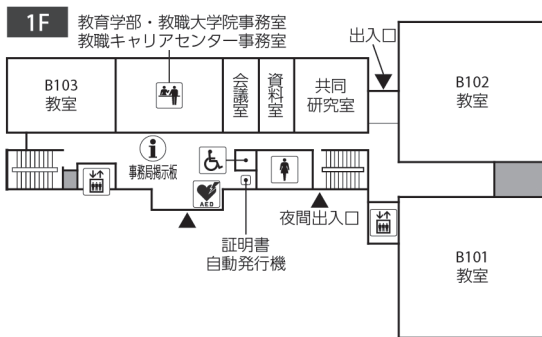 1F
教育学部・教職大学院事務室
教職キャリアセンター事務室
出入口
B103
教室
会議室
資料室
共同
研究室
B102
教室
i
事務局掲示板
AED
夜間出入口
証明書
自動発行機
B101
教室